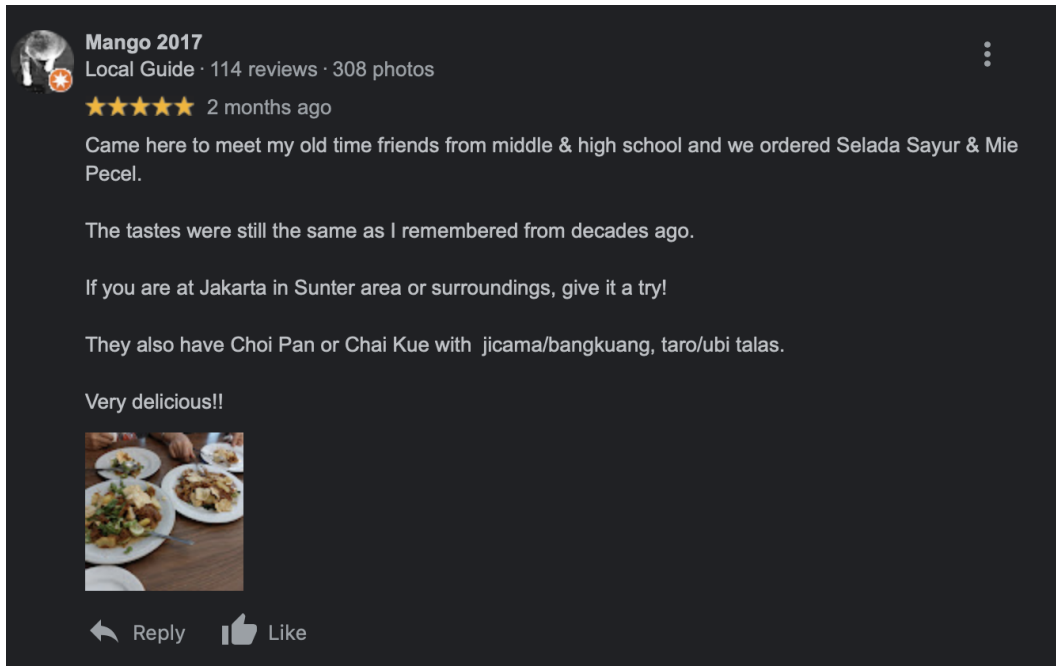 Mango 2017
Local Guide · 114 reviews · 308 photos
2 months ago
Came here to meet my old time friends from middle & high school and we ordered Selada Sayur & Mie
Pecel.
The tastes were still the same as I remembered from decades ago.
If you are at Jakarta in Sunter area or surroundings, give it a try!
They also have Choi Pan or Chai Kue with  jicama/bangkuang, taro/ubi talas.
Very delicious!!
Reply
Like